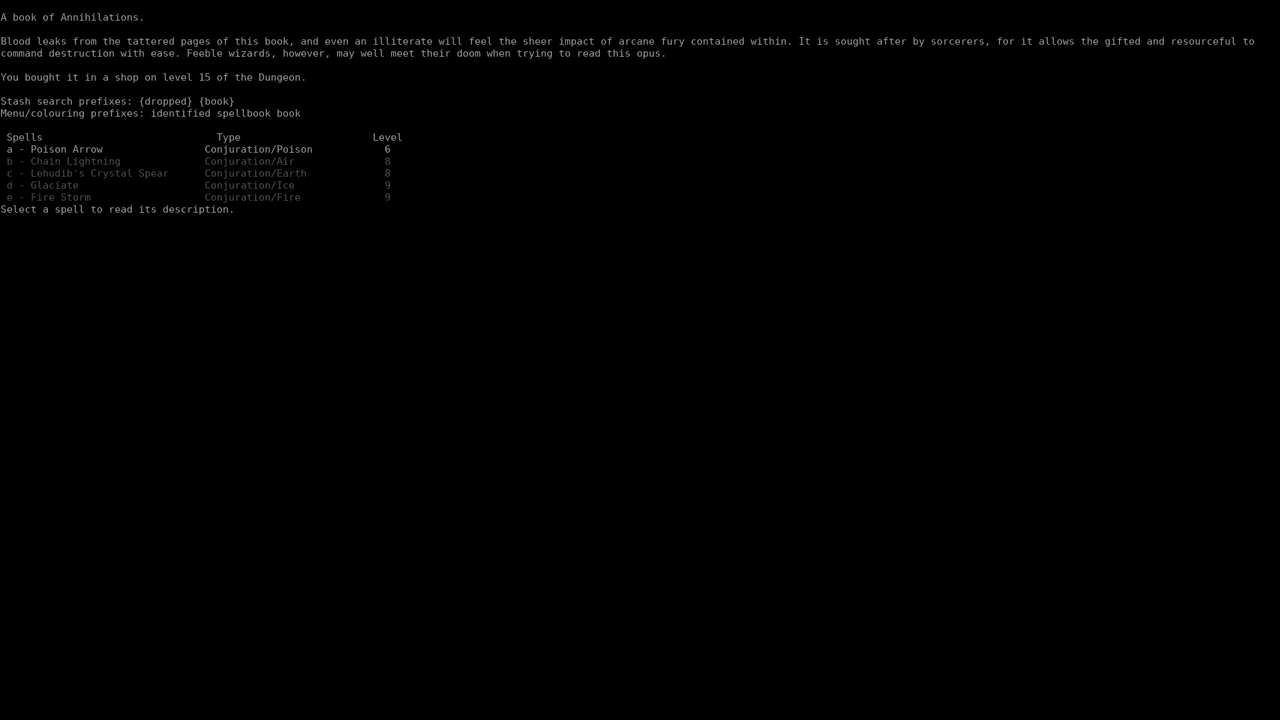 A book of Annihilations.
Blood leaks from the tattered pages of this book, and even an illiterate will feel the sheer impact of arcane fury contained within. It is sought after by sorcerers, for it allows the gifted and resourceful to
command destruction with ease. Feeble wizards, however, may well meet their doom when trying to read this opus.
You bought it in a shop on level 15 of the Dungeon.
Stash search prefixes: {dropped} {book}
Menu/colouring prefixes: identified spellbook book
Spells Type Level
a - Poison Arrow Conjuration/Poison 6
b - Chain Lightning Conjuration/Air 8
c - Lehudib's Crystal Spear Conjuration/Earth 8
d - Glaciate Conjuration/Ice 9
e - Fire Storm Conjuration/Fire 9
Select a spell to read its description.